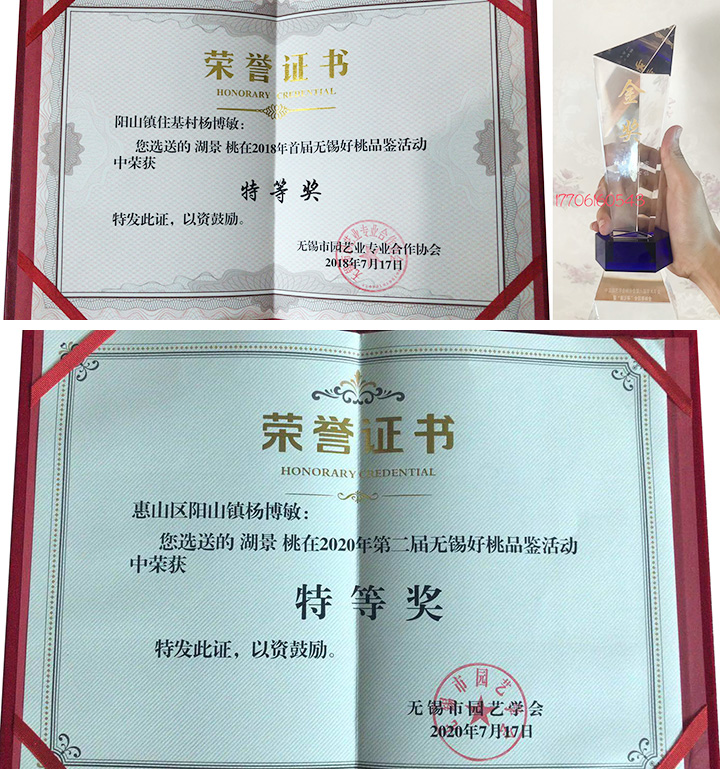 荣誉证书
HONORARY CREDENTIAL
阳山镇住基村杨博敏：
您选送的 湖景 桃在2018年首届无锡好桃品鉴活动
中荣获
特等奖
特发此证，以资鼓励。
无锡市园艺业专业合作协会
2018年7月17日
金奖
荣誉证书
HONORARY CREDENTIAL
惠山区阳山镇杨博敏：
您选送的 湖景 桃在2020年第二届无锡好桃品鉴活动
中荣获
特等奖
特发此证，以资鼓励。
无锡市园艺学会
2020年7月17日